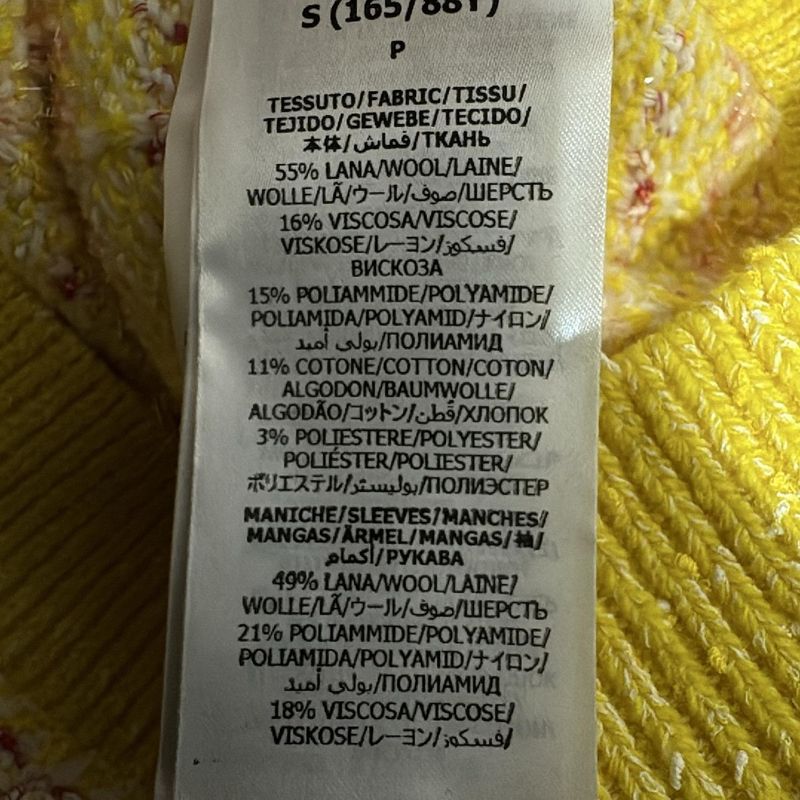 S (165/88Y)
P
TESSUTO/FABRIC/TISSU/
TEJIDO/GEWEBE/TECIDO/
本体/قماش/ТКАНЬ
55% LANA/WOOL/LAINE/
WOLLE/LÃ/ウール/صوف/ШЕРСТЬ
16% VISCOSA/VISCOSE/
VISKOSE/レーヨン/فسكوز/
ВИСКОЗА
15% POLIAMMIDE/POLYAMIDE/
POLIAMIDA/POLYAMID/ナイロン/
بولي أميد/ПОЛИАМИД
11% COTONE/COTTON/COTON/
ALGODON/BAUMWOLLE/
ALGODÃO/コットン/قطن/ХЛОПОК
3% POLIESTERE/POLYESTER/
POLIÉSTER/POLIESTER/
ポリエステル/بوليستر/ПОЛИЭСТЕР
MANICHE/SLEEVES/MANCHES/
MANGAS/ÄRMEL/MANGAS/袖/
أكمام/РУКАВА
49% LANA/WOOL/LAINE/
WOLLE/LÃ/ウール/صوف/ШЕРСТЬ
21% POLIAMMIDE/POLYAMIDE/
POLIAMIDA/POLYAMID/ナイロン/
بولي أميد/ПОЛИАМИД
18% VISCOSA/VISCOSE/
VISKOSE/レーヨン/فسكوز/